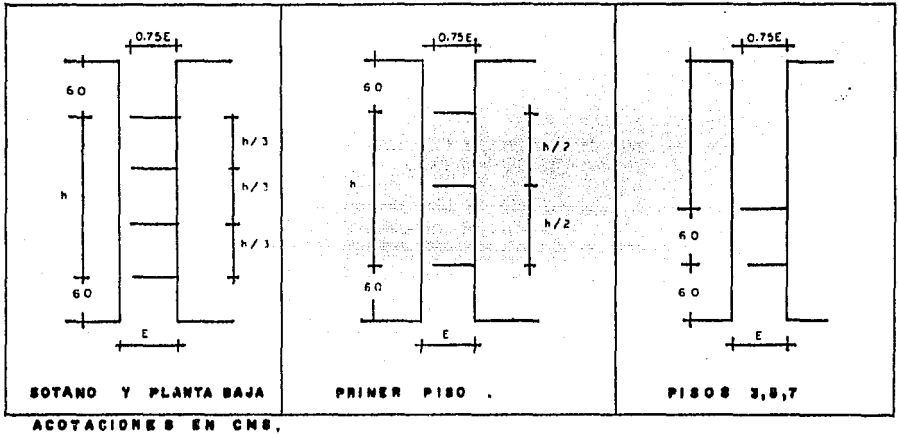 0.75E
60
h/3
h/3
h
h/3
60
E
SOTANO Y PLANTA BAJA
0.75E
60
h/2
h
h/2
60
E
PRIMER PISO .
0.75E
60
60
E
PISOS 3,5,7
ACOTACIONES EN CMS.